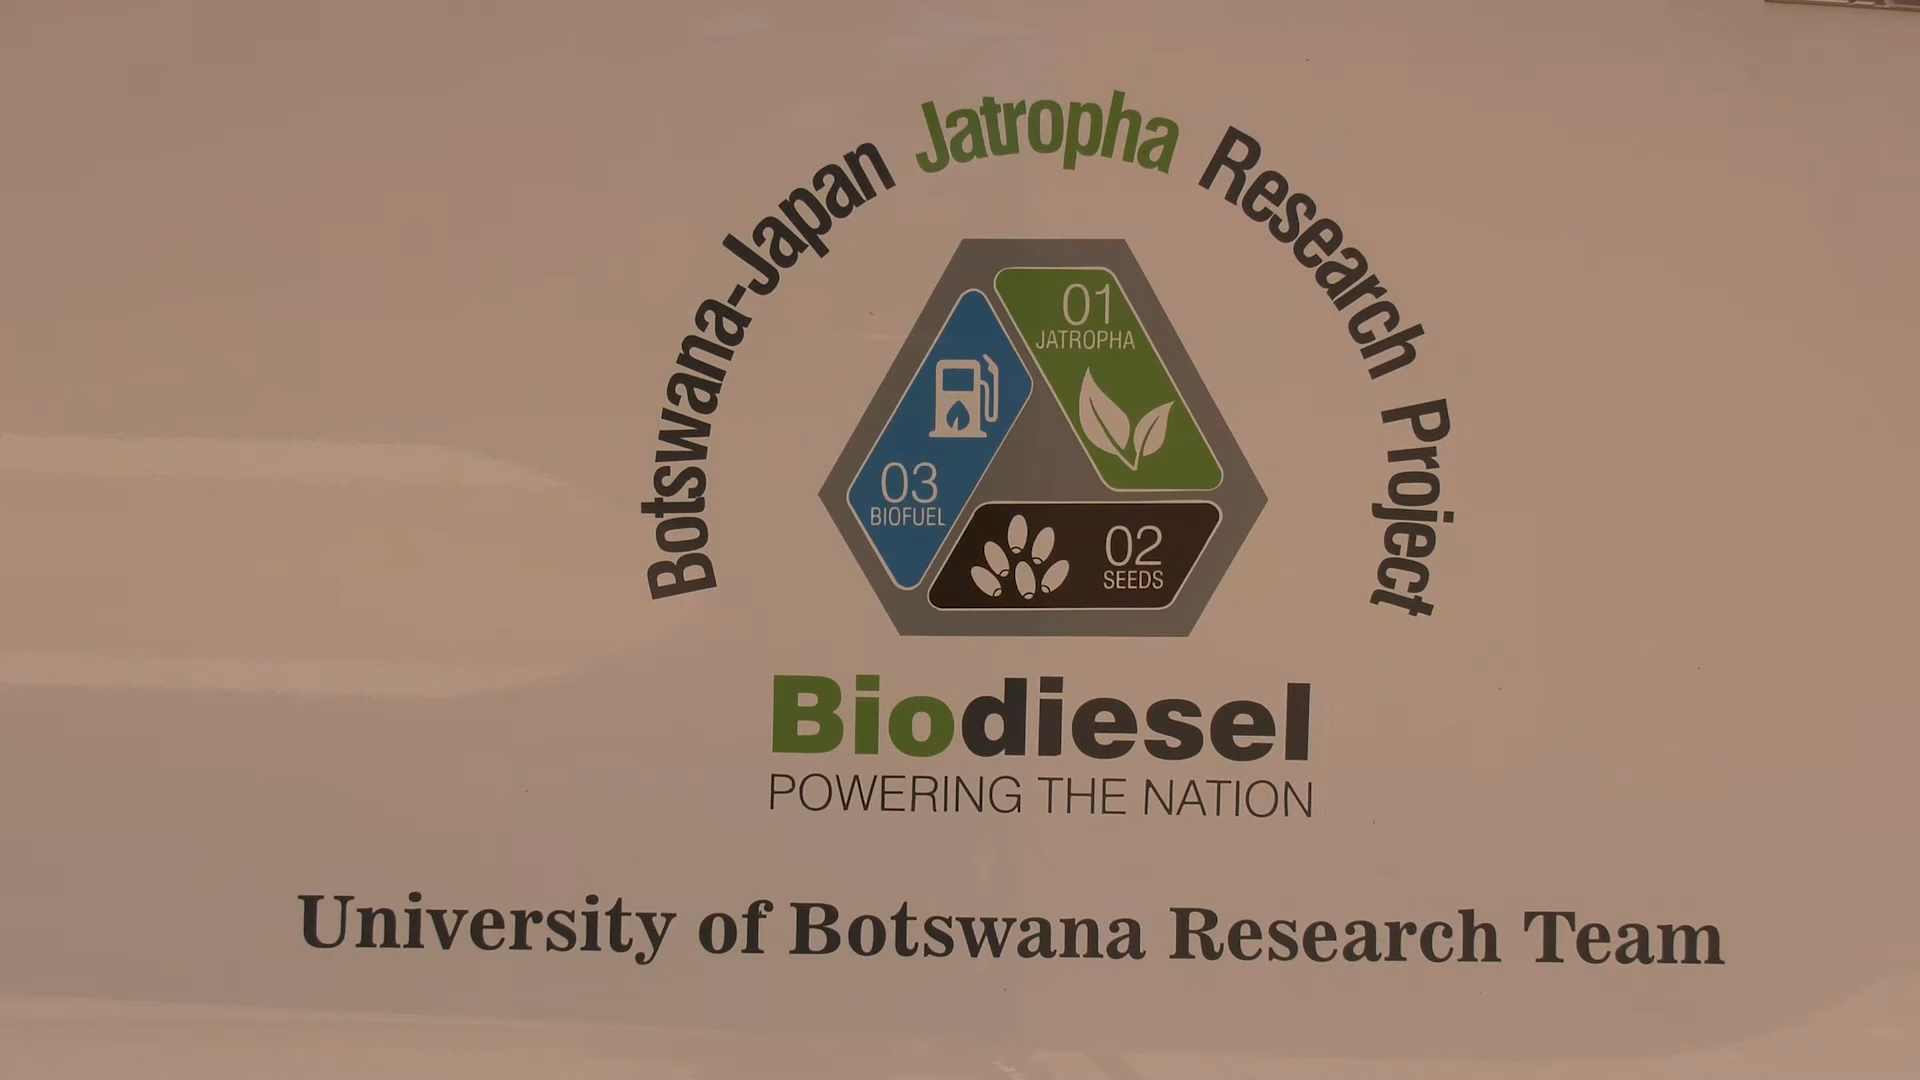 Botswana-Japan Jatropha Research Project
01
JATROPHA
03
BIOFUEL
02
SEEDS
Biodiesel
POWERING THE NATION
University of Botswana Research Team